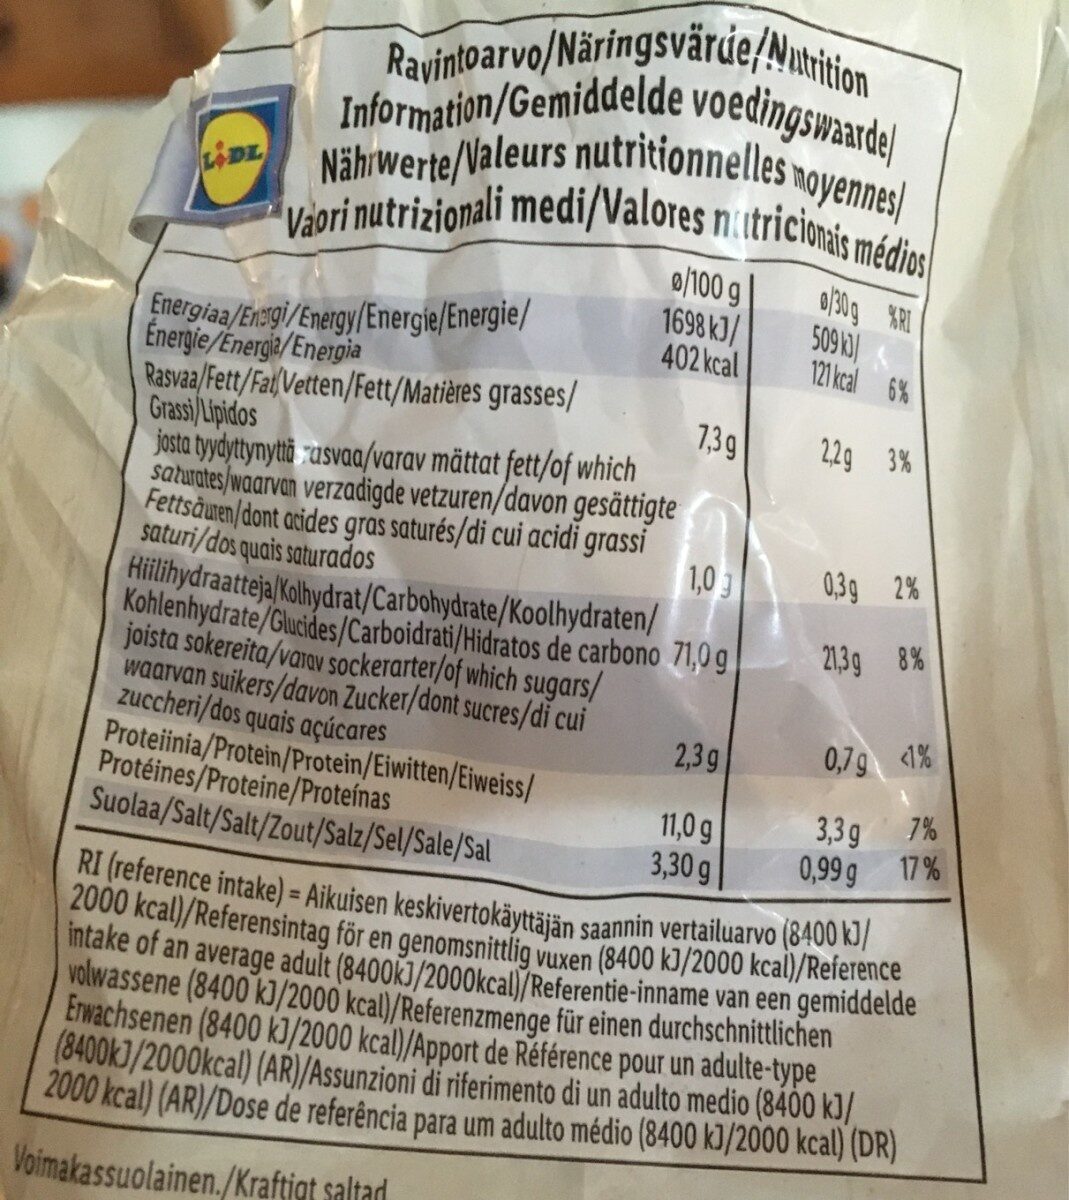 LIDL
Ravintoarvo/Näringsvärde/Nutrition
Information/Gemiddelde voedingswaarde/
Nährwerte/Valeurs nutritionnelles moyennes/
Valori nutrizionali medi/Valores nutricionais médios
ø/100 g ø/30 g %RI
Energiaa/Energi/Energy/Energie/Energie/ 1698 kJ/ 509 kJ/
Énergie/Energia/Energia 402 kcal 121 kcal 6%
Rasvaa/Fett/Fat/Vetten/Fett/Matières grasses/
Grassi/Lípidos 7,3 g 2,2 g 3%
josta tyydyttynyttä rasvaa/varav mättat fett/of which
saturates/waarvan verzadigde vetzuren/davon gesättigte
Fettsäuren/dont acides gras saturés/di cui acidi grassi
saturi/dos quais saturados 1,0 g 0,3 g 2%
Hiilihydraatteja/Kolhydrat/Carbohydrate/Koolhydraten/
Kohlenhydrate/Glucides/Carboidrati/Hidratos de carbono 71,0 g 21,3 g 8%
joista sokereita/varav sockerarter/of which sugars/
waarvan suikers/davon Zucker/dont sucres/di cui
zuccheri/dos quais açúcares 2,3 g 0,7 g <1%
Proteiinia/Protein/Protein/Eiwitten/Eiweiss/
Protéines/Proteine/Proteínas 11,0 g 3,3 g 7%
Suolaa/Salt/Salt/Zout/Salz/Sel/Sale/Sal 3,30 g 0,99 g 17%
RI (reference intake) = Aikuisen keskivertokäyttäjän saannin vertailuarvo (8400 kJ/
2000 kcal)/Referensintag för en genomsnittlig vuxen (8400 kJ/2000 kcal)/Reference
intake of an average adult (8400kJ/2000kcal)/Referentie-inname van een gemiddelde
volwassene (8400 kJ/2000 kcal)/Referenzmenge für einen durchschnittlichen
Erwachsenen (8400 kJ/2000 kcal)/Apport de Référence pour un adulte-type
(8400kJ/2000kcal) (AR)/Assunzioni di riferimento di un adulto medio (8400 kJ/
2000 kcal) (AR)/Dose de referência para um adulto médio (8400 kJ/2000 kcal) (DR)
Voimakassuolainen./Kraftigt saltad